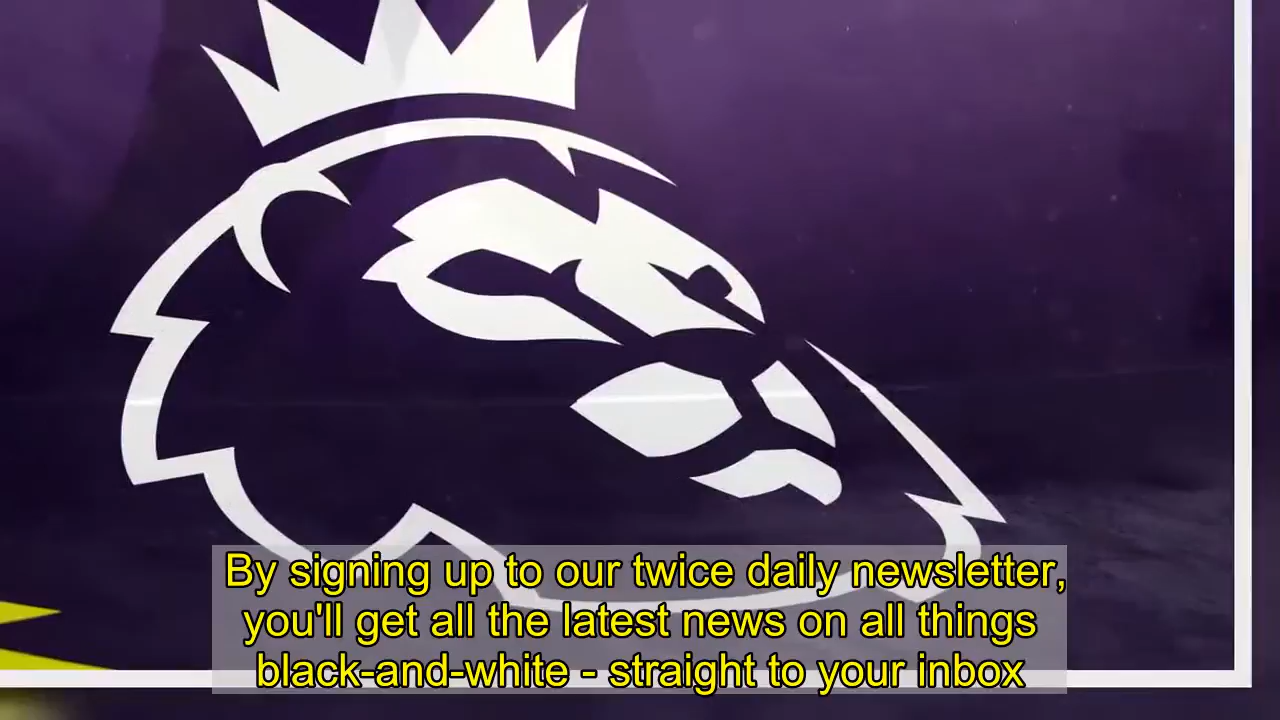 By signing up to our twice daily newsletter,
you'll get all the latest news on all things
black-and-white - straight to your inbox